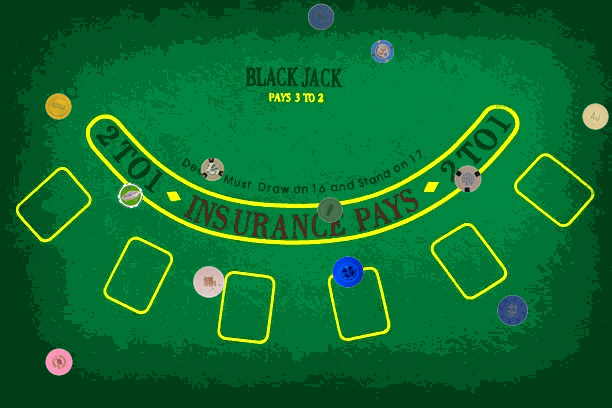 BLACK JACK
PAYS 3 TO 2
Must Draw on 16 and Stand on 17
2 TO 1 INSURANCE PAYS 2 TO 1